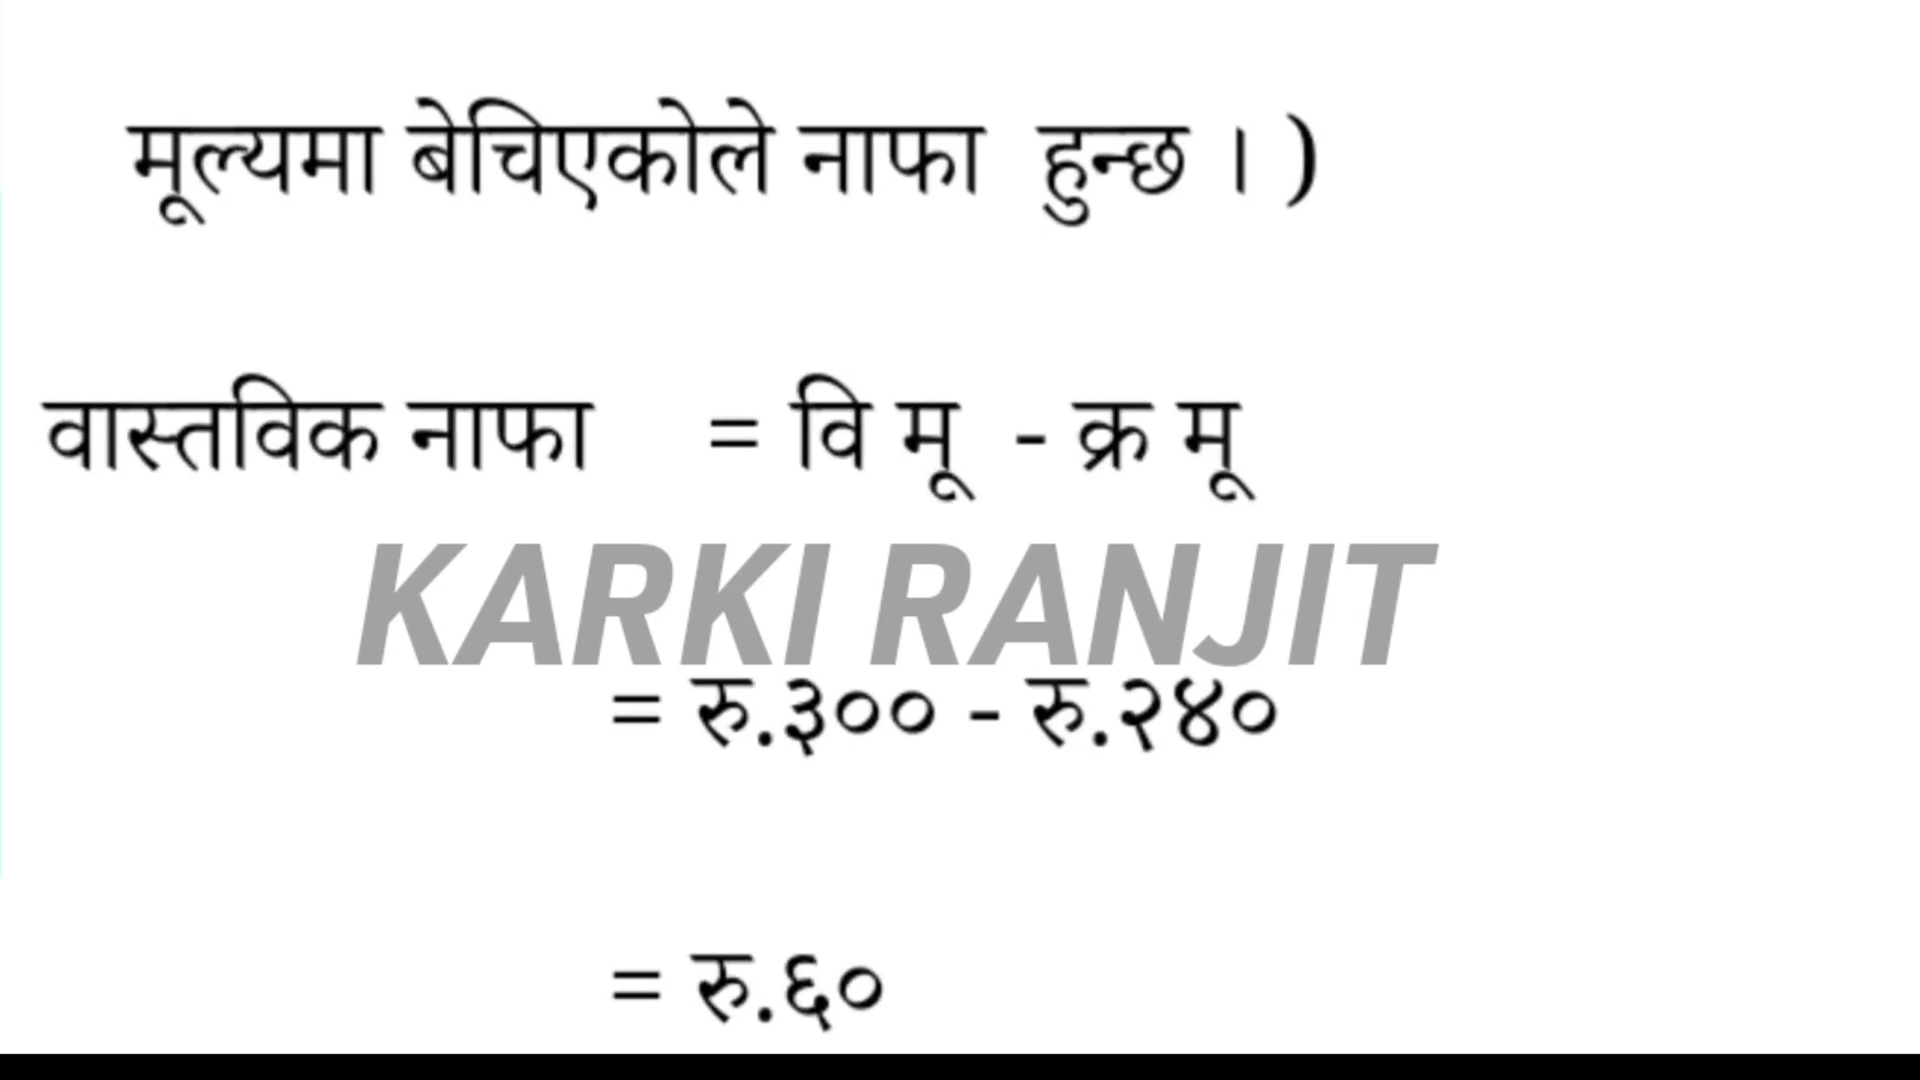 मूल्यमा बेचिएकोले नाफा हुन्छ । )
वास्तविक नाफा = वि मू - क्र मू
KARKI RANJIT
= रु.३०० - रु.२४०
= रु.६०